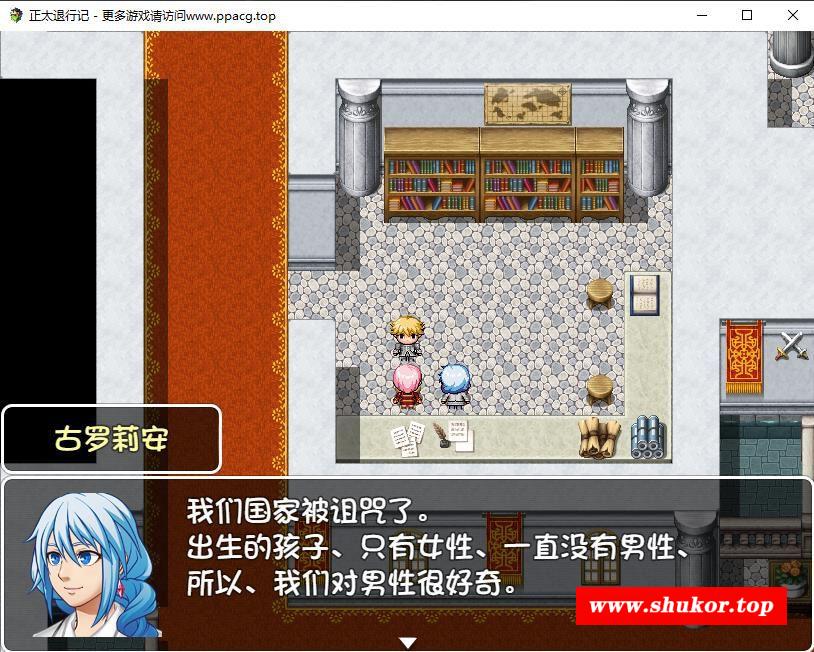 正太退行记 - 更多游戏请访问www.ppacg.top
古罗莉安
我们国家被诅咒了。
出生的孩子、只有女性、一直没有男性、
所以、我们对男性很好奇。
www.shukor.top